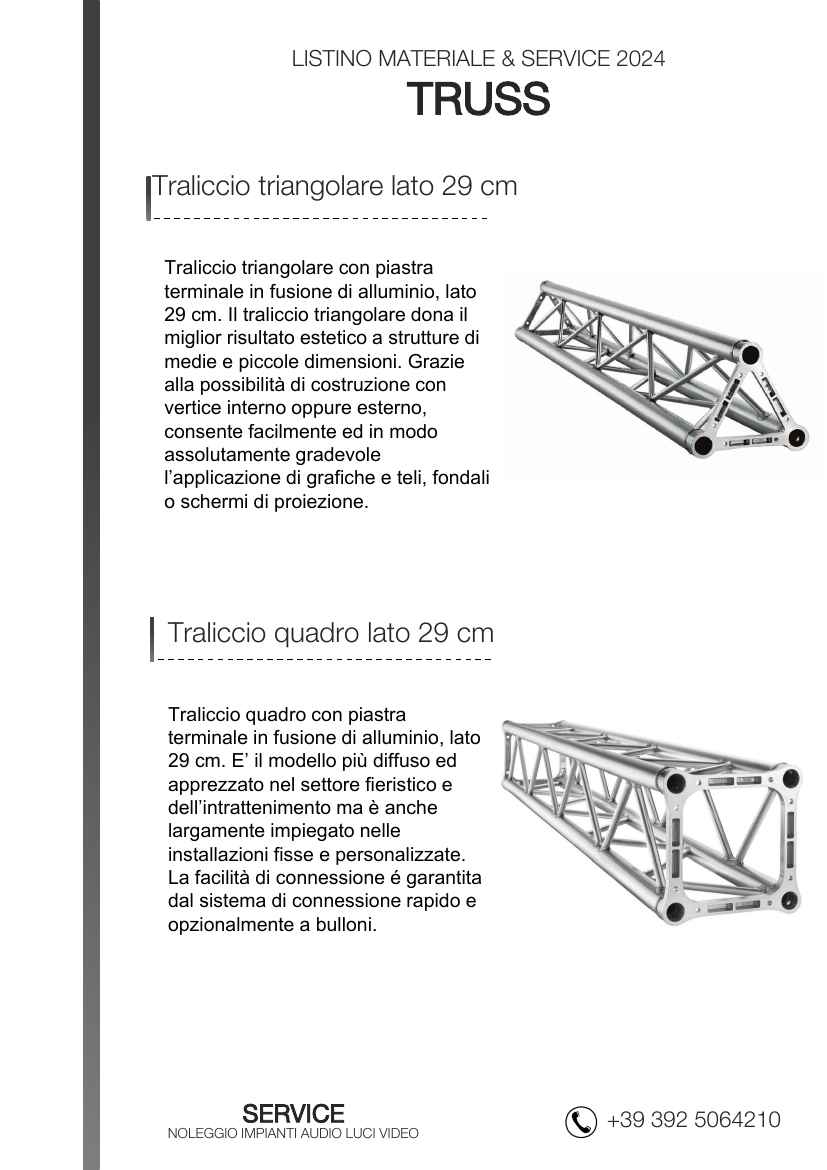 LISTINO MATERIALE & SERVICE 2024
TRUSS
Traliccio triangolare lato 29 cm
Traliccio triangolare con piastra
terminale in fusione di alluminio, lato
29 cm. Il traliccio triangolare dona il
miglior risultato estetico a strutture di
medie e piccole dimensioni. Grazie
alla possibilità di costruzione con
vertice interno oppure esterno,
consente facilmente ed in modo
assolutamente gradevole
l’applicazione di grafiche e teli, fondali
o schermi di proiezione.
Traliccio quadro lato 29 cm
Traliccio quadro con piastra
terminale in fusione di alluminio, lato
29 cm. E’ il modello più diffuso ed
apprezzato nel settore fieristico e
dell’intrattenimento ma è anche
largamente impiegato nelle
installazioni fisse e personalizzate.
La facilità di connessione é garantita
dal sistema di connessione rapido e
opzionalmente a bulloni.
SERVICE
NOLEGGIO IMPIANTI AUDIO LUCI VIDEO
+39 392 5064210